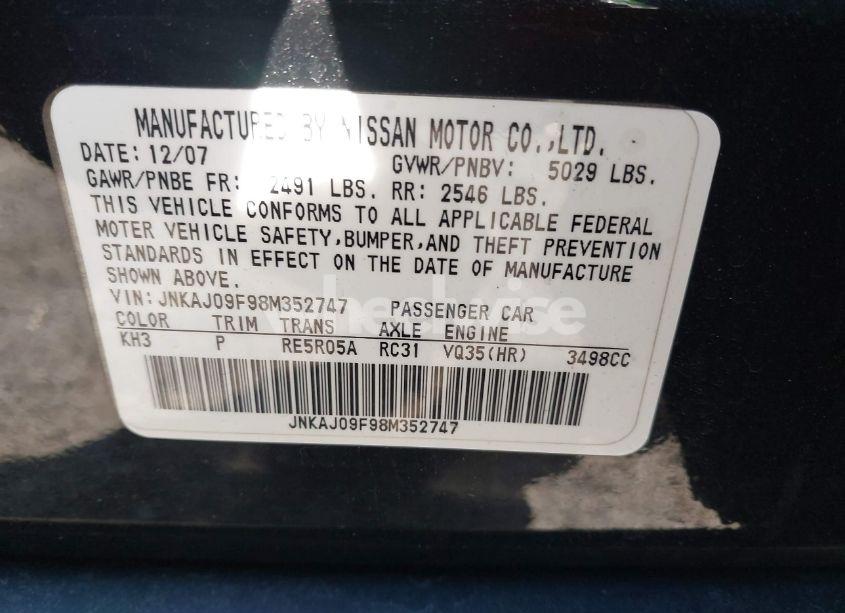 MANUFACTURED BY NISSAN MOTOR CO.,LTD.
DATE: 12/07 GVWR/PNBV: 5029 LBS.
GAWR/PNBE FR: 2491 LBS. RR: 2546 LBS.
THIS VEHICLE CONFORMS TO ALL APPLICABLE FEDERAL
MOTER VEHICLE SAFETY,BUMPER,AND THEFT PREVENTION
STANDARDS IN EFFECT ON THE DATE OF MANUFACTURE
SHOWN ABOVE.
VIN:JNKAJ09F98M352747 PASSENGER CAR
COLOR TRIM TRANS AXLE ENGINE
KH3 P RE5R05A RC31 VQ35(HR) 3498CC
JNKAJ09F98M352747